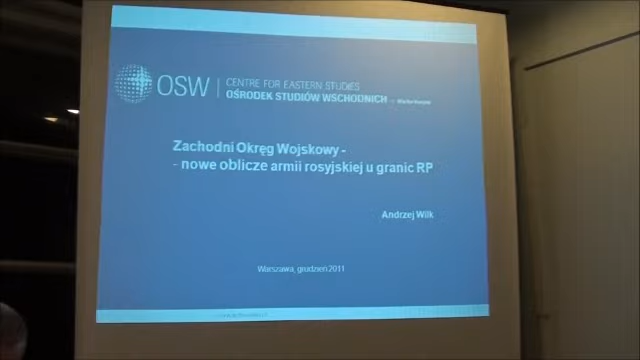 OSW
CENTRE FOR EASTERN STUDIES
OŚRODEK STUDIÓW WSCHODNICH
Zachodni Okręg Wojskowy -
- nowe oblicze armii rosyjskiej u granic RP
Andrzej Wilk
Warszawa, grudzień 2011